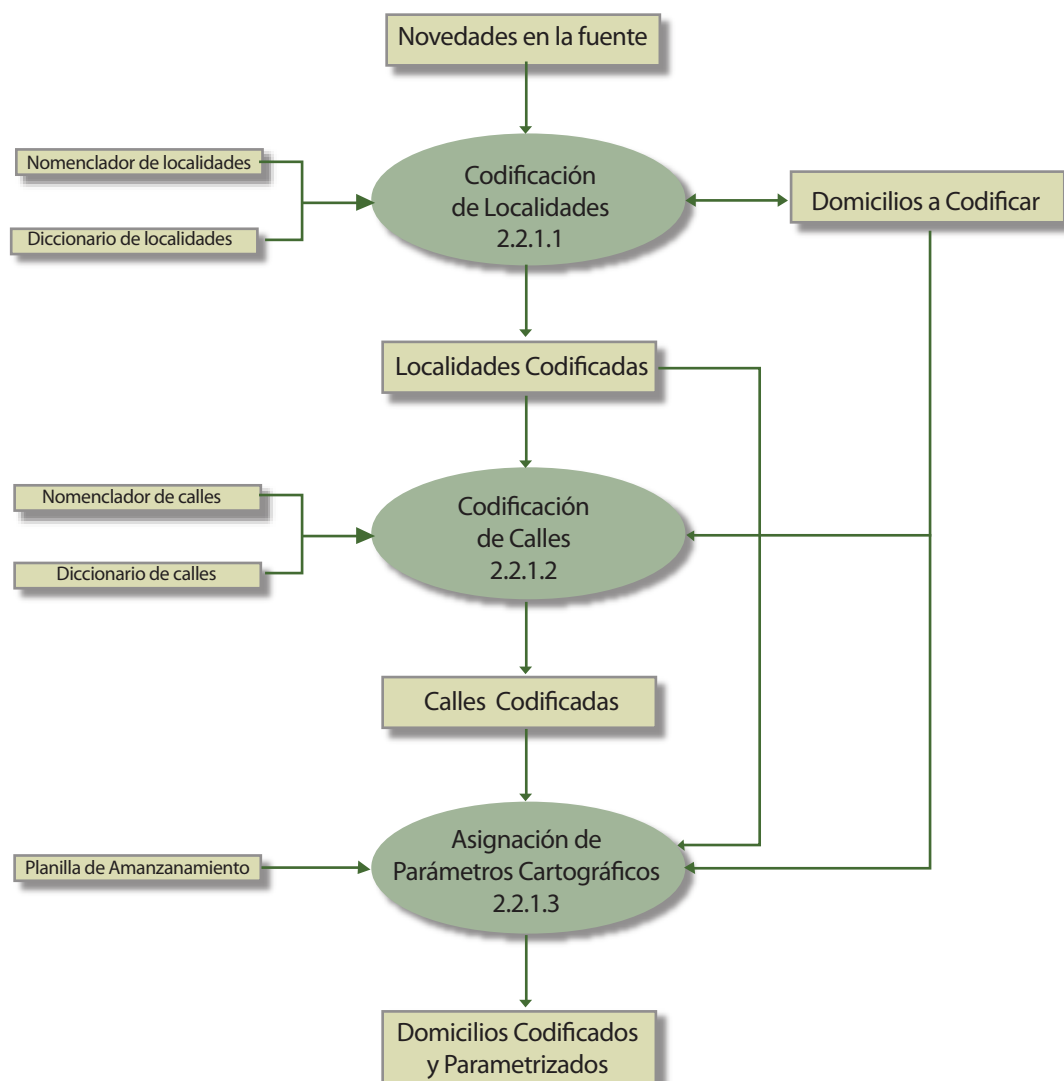 Novedades en la fuente
Nomenclador de localidades
Diccionario de localidades
Codificación
de Localidades
2.2.1.1
Domicilios a Codificar
Localidades Codificadas
Nomenclador de calles
Diccionario de calles
Codificación
de Calles
2.2.1.2
Calles Codificadas
Planilla de Amanzanamiento
Asignación de
Parámetros Cartográficos
2.2.1.3
Domicilios Codificados
y Parametrizados